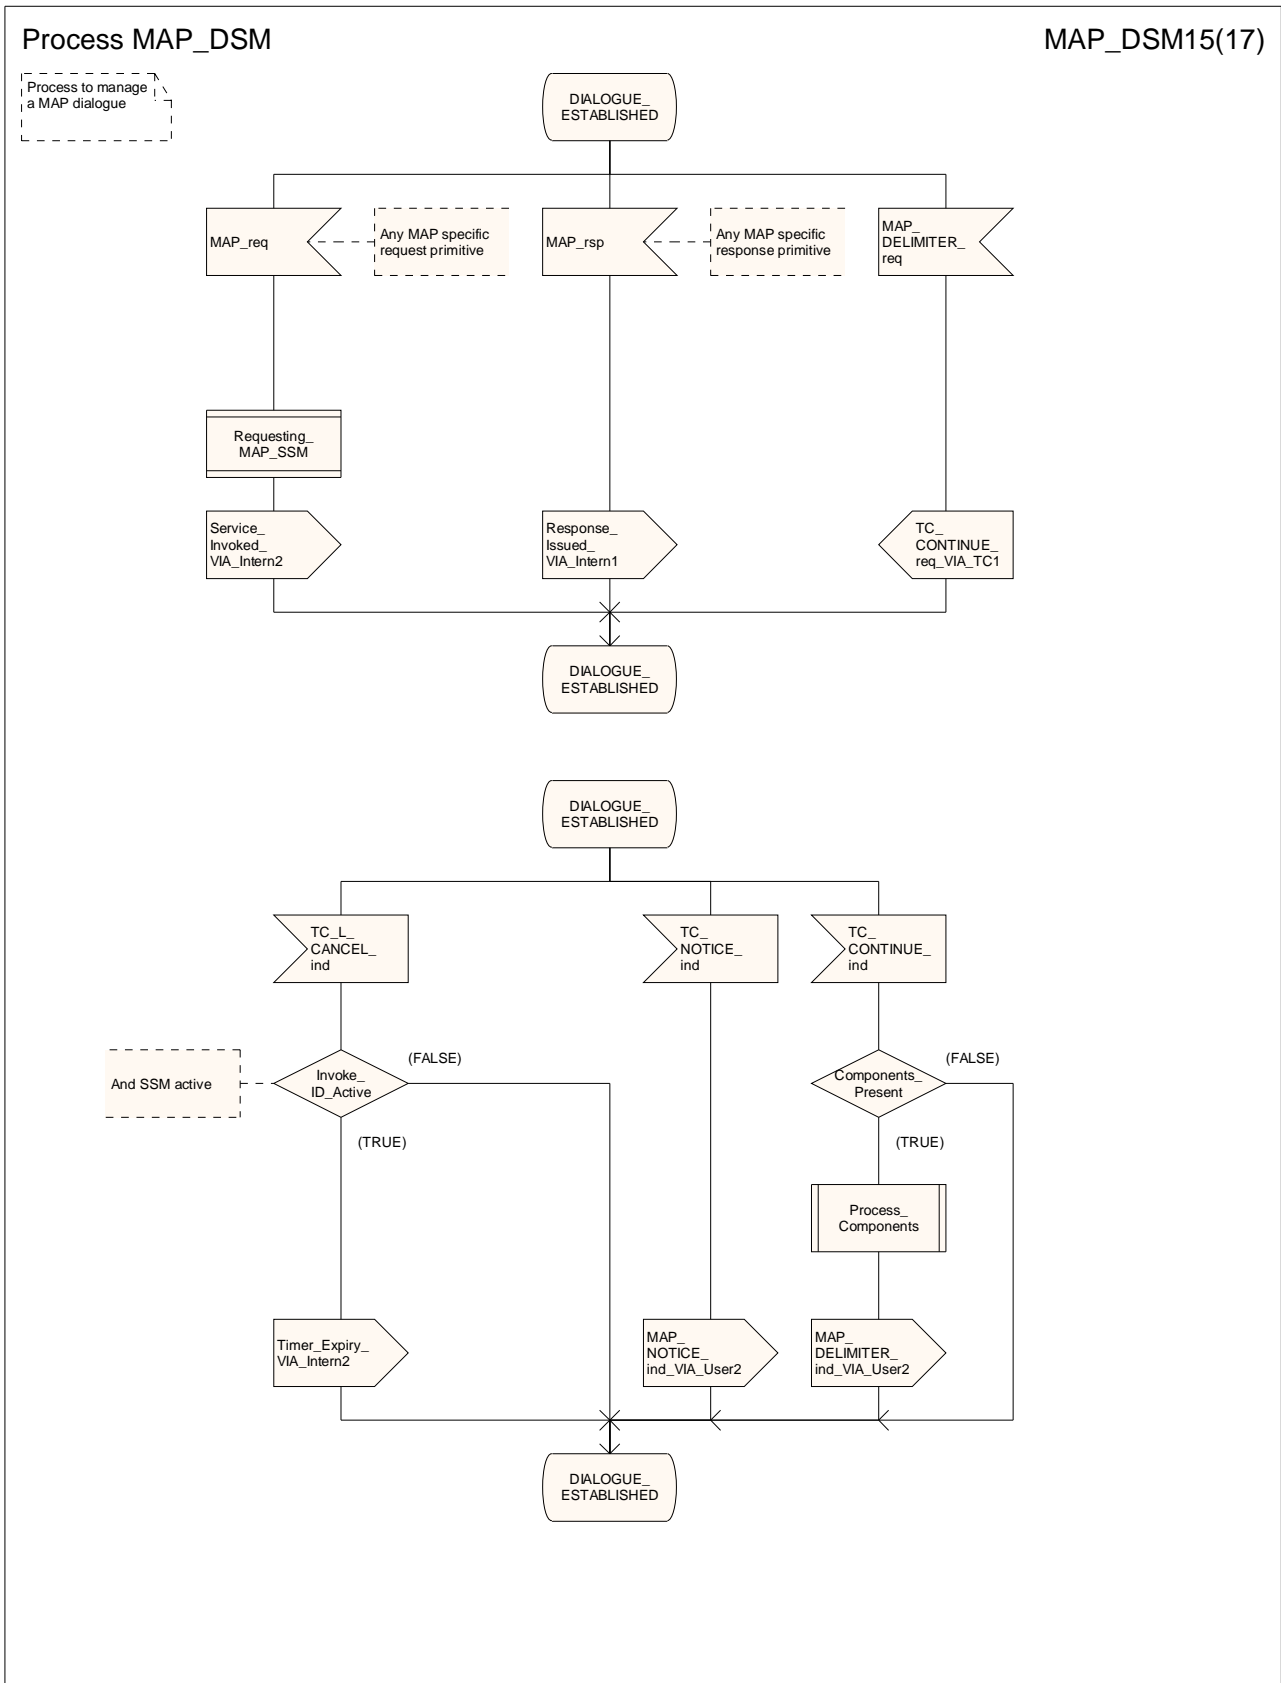 Process MAP_DSM
MAP_DSM15(17)
Process to manage
a MAP dialogue
DIALOGUE_
ESTABLISHED
MAP_req
Any MAP specific
request primitive
MAP_rsp
Any MAP specific
response primitive
MAP_
DELIMITER_
req
Requesting_
MAP_SSM
Service_
Invoked_
VIA_Intern2
Response_
Issued_
VIA_Intern1
TC_
CONTINUE_
req_VIA_TC1
DIALOGUE_
ESTABLISHED
DIALOGUE_
ESTABLISHED
TC_L_
CANCEL_
ind
TC_
NOTICE_
ind
TC_
CONTINUE_
ind
And SSM active
Invoke_
ID_Active
(FALSE)
(TRUE)
Components_
Present
(FALSE)
(TRUE)
Process_
Components
Timer_Expiry_
VIA_Intern2
MAP_
NOTICE_
ind_VIA_User2
MAP_
DELIMITER_
ind_VIA_User2
DIALOGUE_
ESTABLISHED